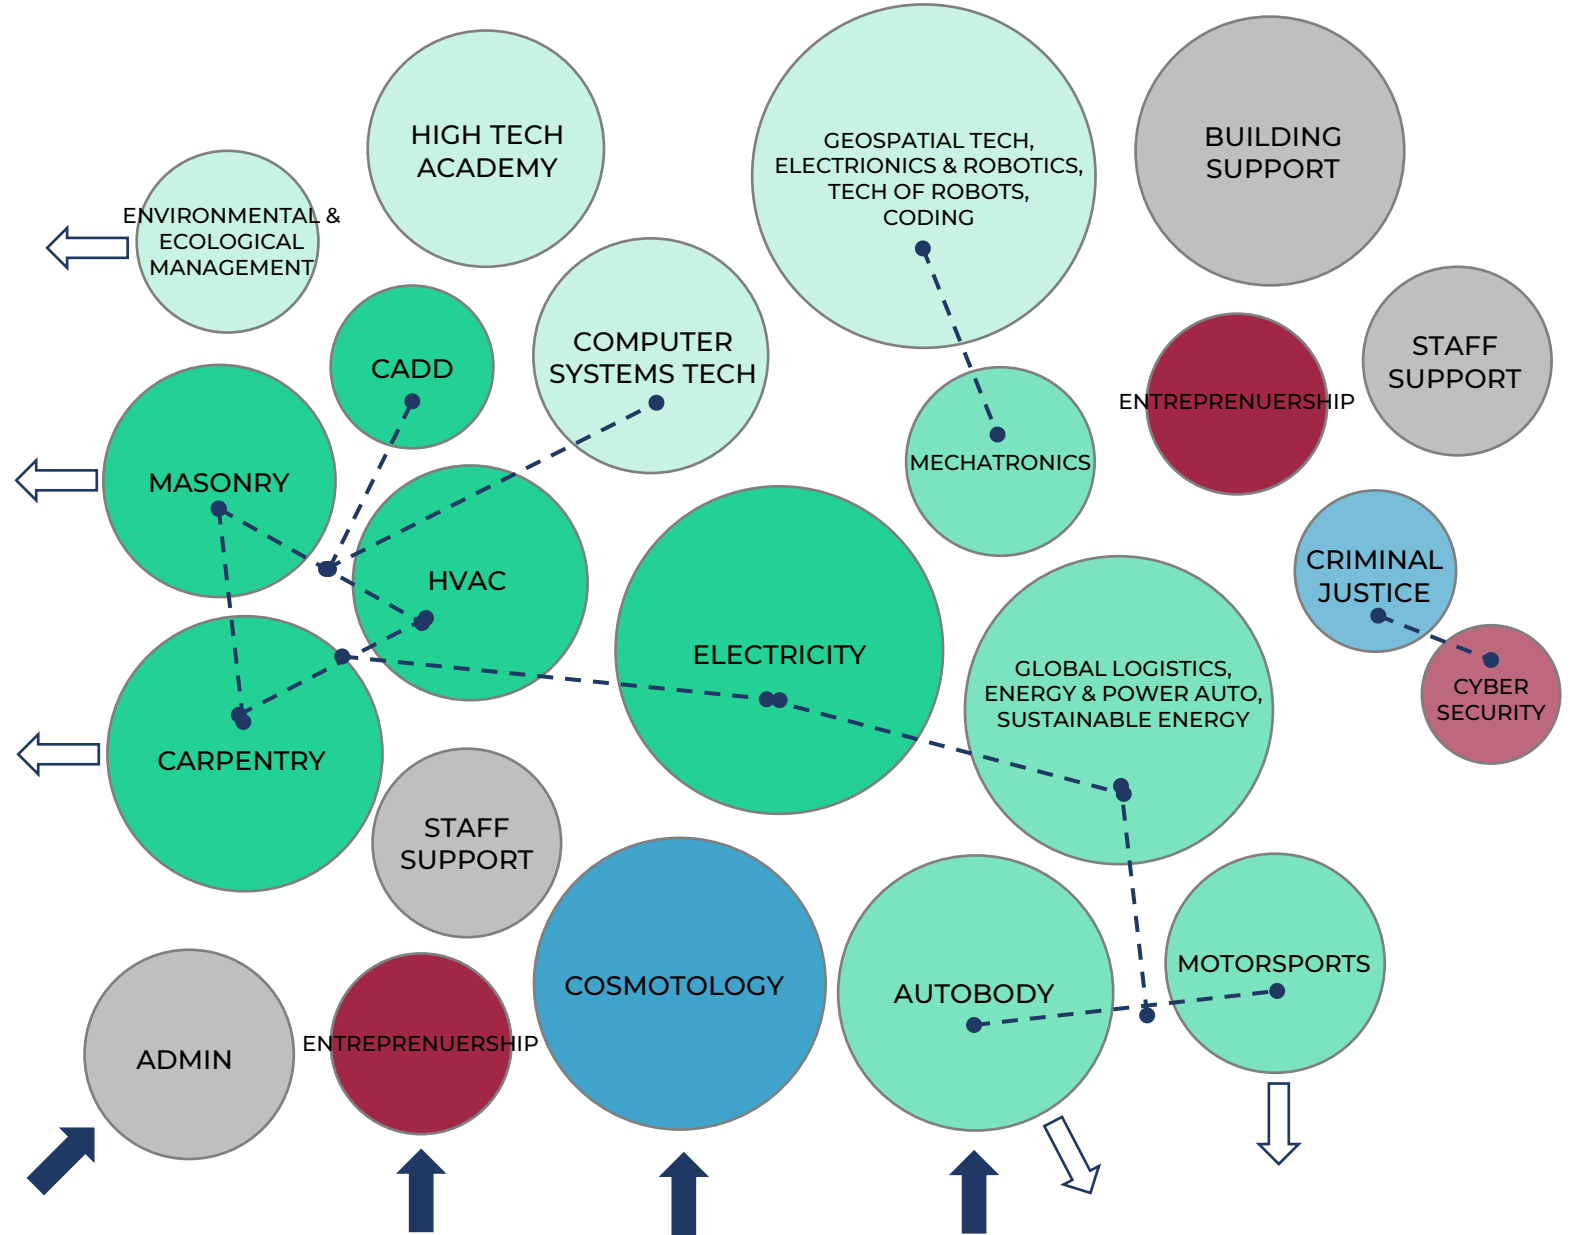 HIGH TECH
ACADEMY
GEOSPATIAL TECH,
ELECTRIONICS & ROBOTICS,
TECH OF ROBOTS,
CODING
BUILDING
SUPPORT
ENVIRONMENTAL &
ECOLOGICAL
MANAGEMENT
CADD
COMPUTER
SYSTEMS TECH
STAFF
SUPPORT
ENTREPRENUERSHIP
MASONRY
MECHATRONICS
HVAC
CRIMINAL
JUSTICE
ELECTRICITY
GLOBAL LOGISTICS,
ENERGY & POWER AUTO,
SUSTAINABLE ENERGY
CYBER
SECURITY
CARPENTRY
STAFF
SUPPORT
COSMOTOLOGY
AUTOBODY
MOTORSPORTS
ADMIN
ENTREPRENUERSHIP